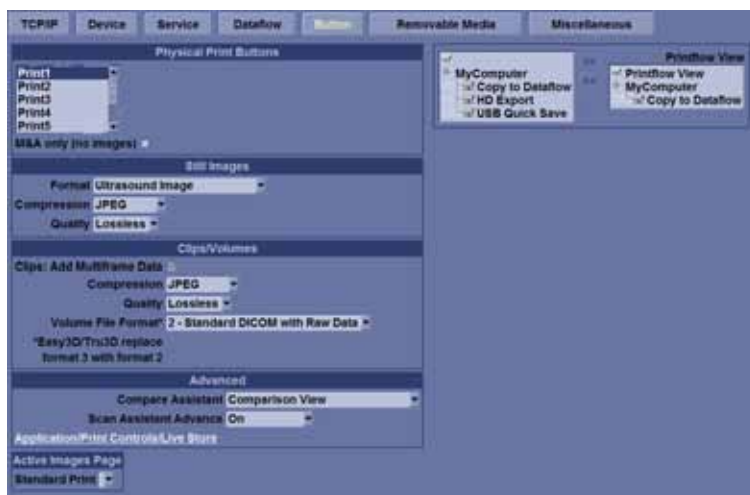 TCP/IP
Device
Service
Dataflow
Buttons
Removable Media
Miscellaneous
Physical Print Buttons
Print1
Print2
Print3
Print4
Print5
M&A only (no images)
Still Images
Format Ultrasound Image
Compression JPEG
Quality Lossless
Clips/Volumes
Clips: Add Multiframe Data
Compression JPEG
Quality Lossless
Volume File Format* 2 - Standard DICOM with Raw Data
*Easy3D/Tru3D replace
format 3 with format 2
Advanced
Compare Assistant Comparison View
Scan Assistant Advance On
Application/Print Controls/Live Store
Active Images Page
Standard Print
MyComputer
Copy to Dataflow
HD Export
USB Quick Save
>>
<<
Printflow View
Printflow View
MyComputer
Copy to Dataflow